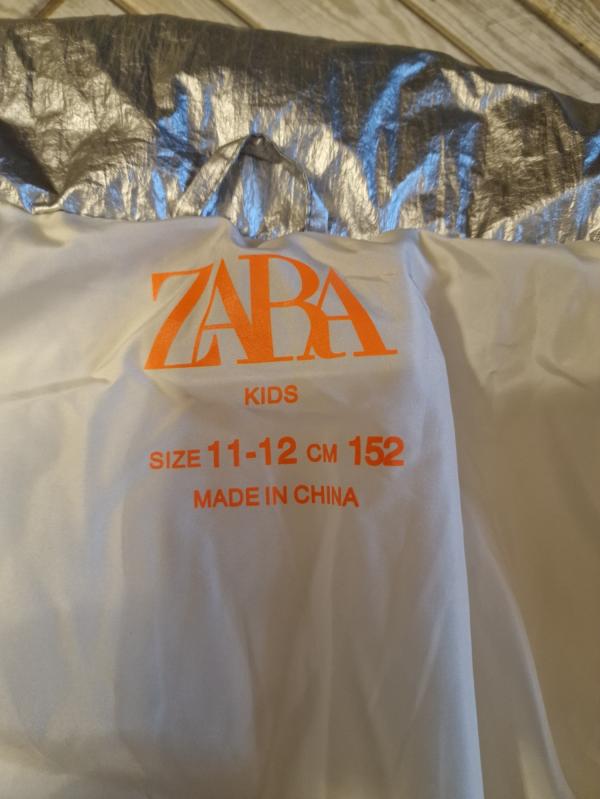 ZARA
KIDS
SIZE 11-12 CM 152
MADE IN CHINA